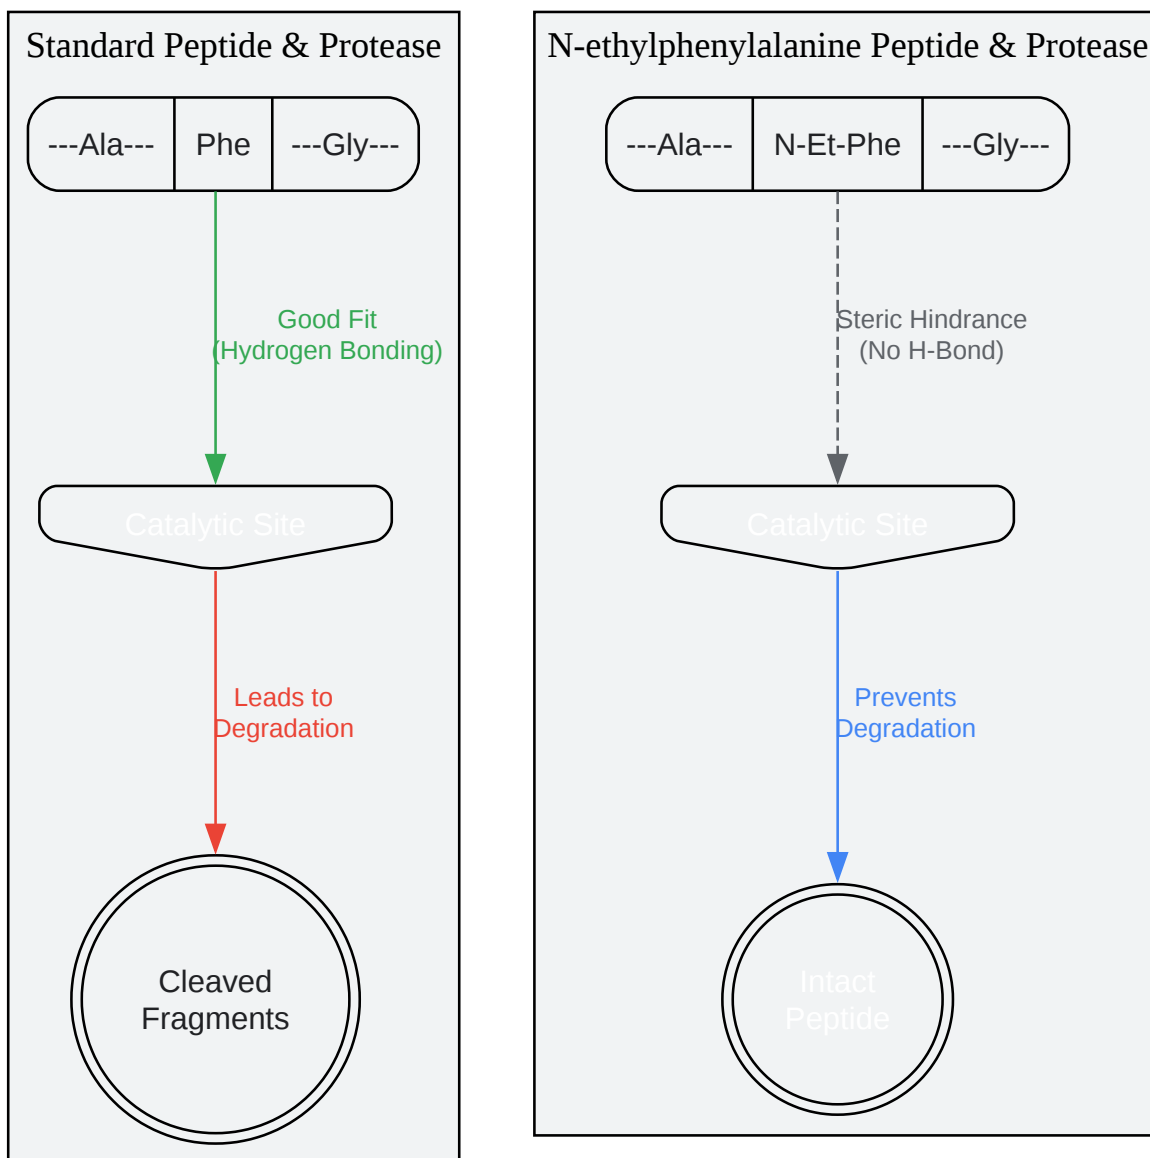 Standard Peptide & Protease
---Ala--- Phe ---Gly---
Good Fit
(Hydrogen Bonding)
Catalytic Site
Leads to
Degradation
Cleaved
Fragments
N-ethylphenylalanine Peptide & Protease
---Ala--- N-Et-Phe ---Gly---
Steric Hindrance
(No H-Bond)
Catalytic Site
Prevents
Degradation
Intact
Peptide